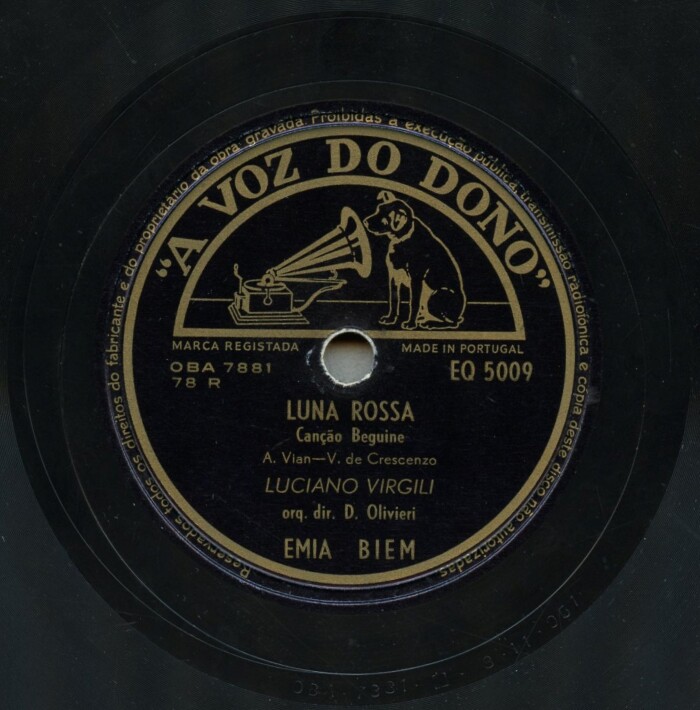 Reservados todos os direitos do fabricante e do proprietário da obra gravada Proibidas a execução pública, transmissão radiofónica e cópia deste disco não autorizadas
"A VOZ DO DONO"
MARCA REGISTADA MADE IN PORTUGAL
OBA 7881 EQ 5009
78 R
LUNA ROSSA
Canção Beguine
A. Vian—V. de Crescenzo
LUCIANO VIRGILI
orq. dir. D. Olivieri
EMIA BIEM